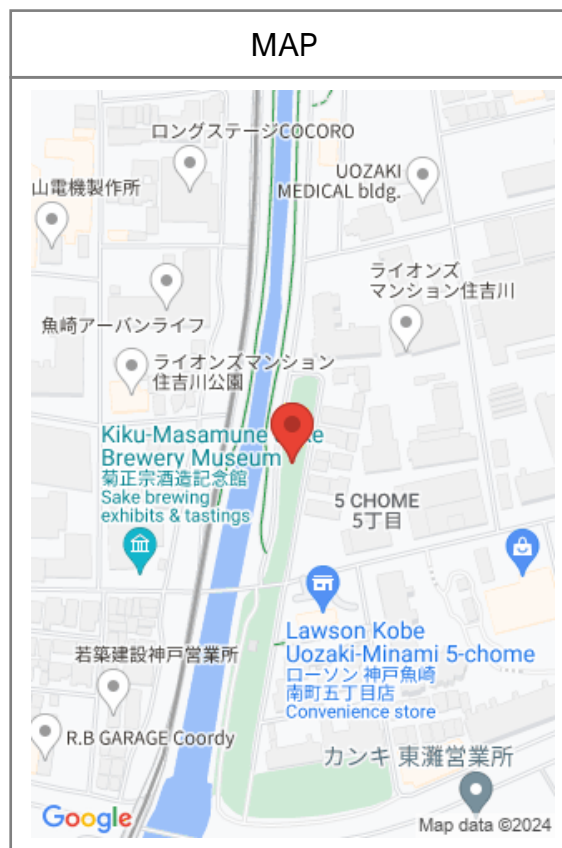 MAP
ロングステージCOCORO
UOZAKI
MEDICAL bldg.
山電機製作所
ライオンズ
マンション住吉川
魚崎アーバンライフ
ライオンズマンション
住吉川公園
Kiku-Masamune
Brewery Museum
菊正宗酒造記念館
Sake brewing
exhibits & tastings
5 CHOME
5丁目
Lawson Kobe
Uozaki-Minami 5-chome
ローソン 神戸魚崎
南町五丁目店
Convenience store
若築建設神戸営業所
R.B GARAGE Coordy
カンキ 東灘営業所
Google
Map data ©2024